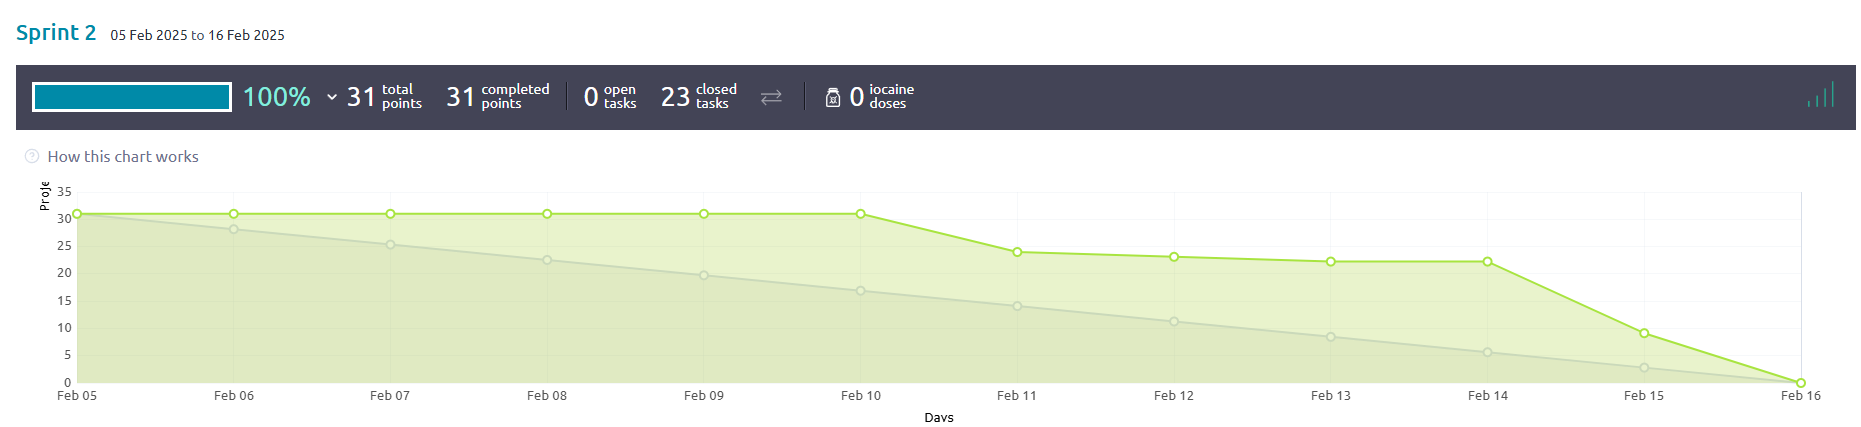 Sprint 2 05 Feb 2025 to 16 Feb 2025
100% 31 total points 31 completed points 0 open tasks 23 closed tasks 0 iocaine doses
? How this chart works
Proje
35
30
25
20
15
10
5
0
Feb 05 Feb 06 Feb 07 Feb 08 Feb 09 Feb 10 Feb 11 Feb 12 Feb 13 Feb 14 Feb 15 Feb 16
Days